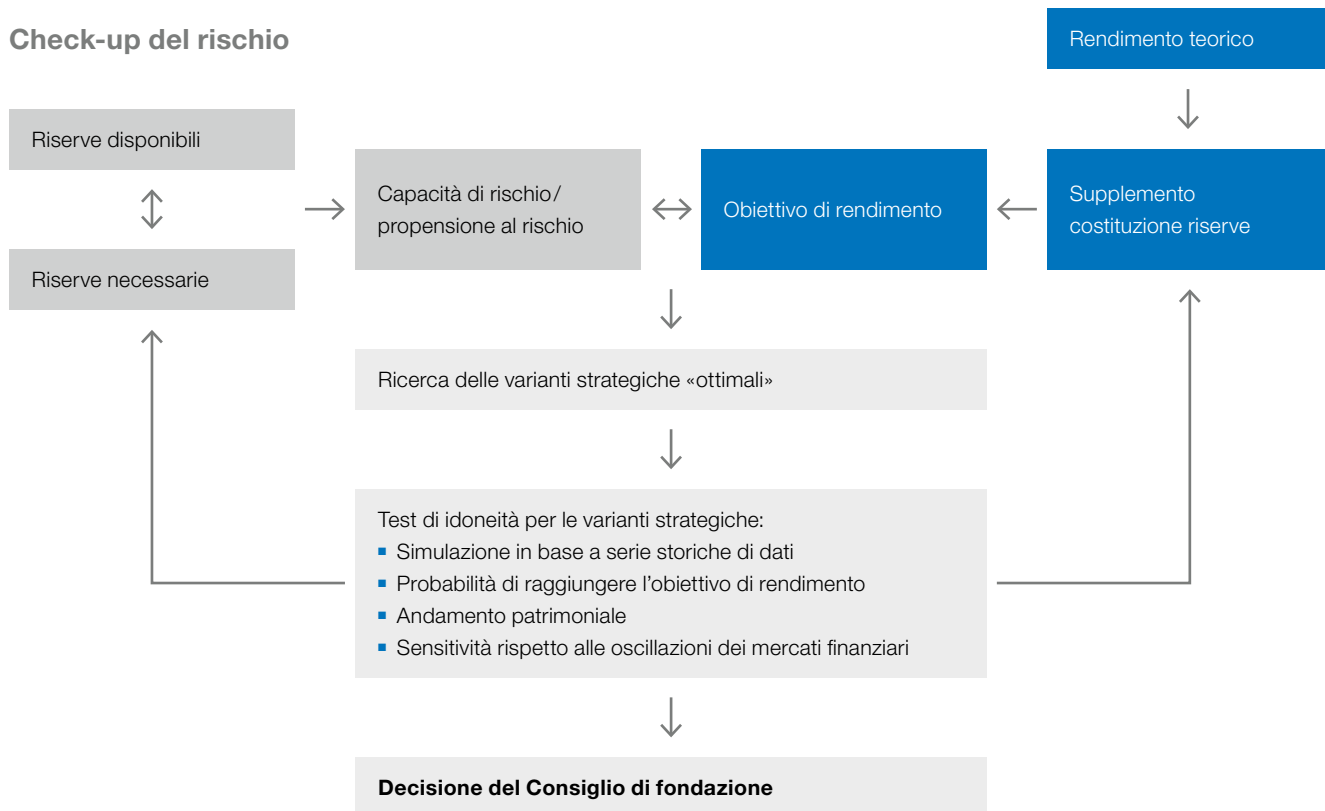 Check-up del rischio
Rendimento teorico
Riserve disponibili
Capacità di rischio/
propensione al rischio
Obiettivo di rendimento
Supplemento
costituzione riserve
Riserve necessarie
Ricerca delle varianti strategiche «ottimali»
Test di idoneità per le varianti strategiche:
▪ Simulazione in base a serie storiche di dati
▪ Probabilità di raggiungere l’obiettivo di rendimento
▪ Andamento patrimoniale
▪ Sensitività rispetto alle oscillazioni dei mercati finanziari
Decisione del Consiglio di fondazione